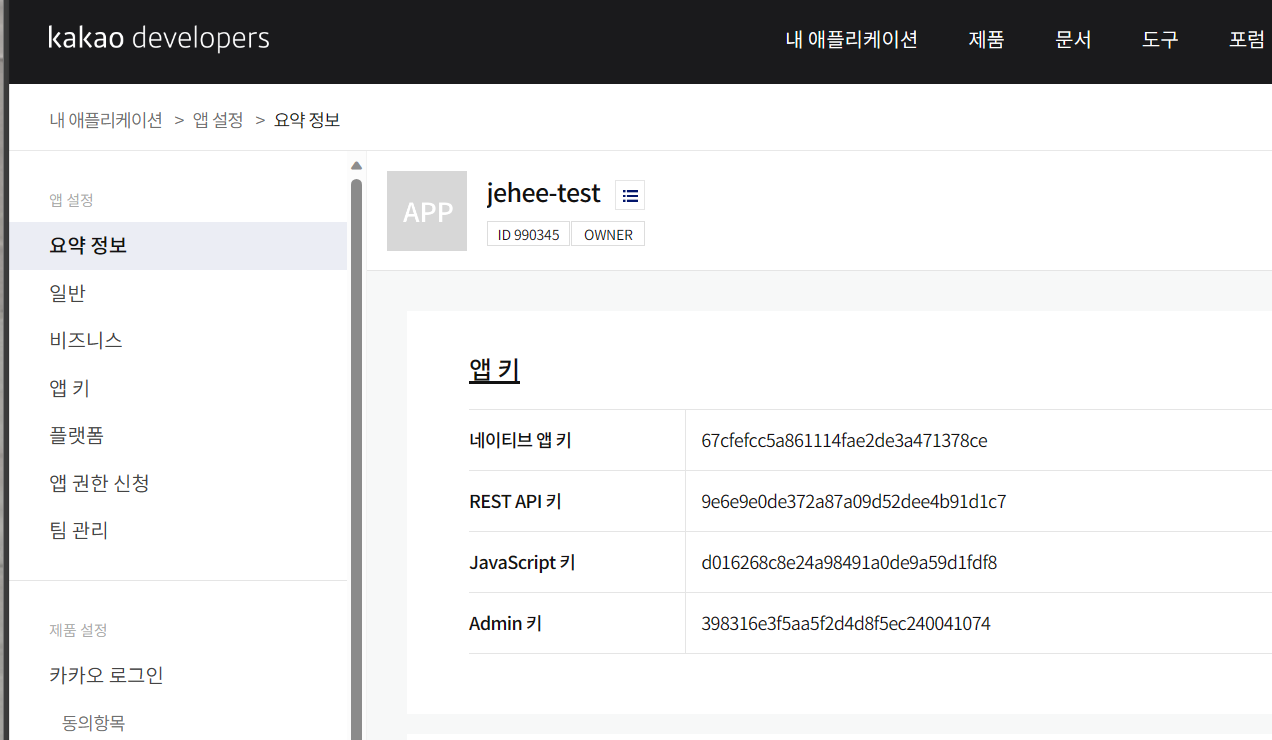 kakao developers
내 애플리케이션 제품 문서 도구 포럼
내 애플리케이션 > 앱 설정 > 요약 정보
앱 설정
요약 정보
일반
비즈니스
앱 키
플랫폼
앱 권한 신청
팀 관리
제품 설정
카카오 로그인
동의항목
APP
jehee-test
ID 990345 OWNER
앱 키
네이티브 앱 키 67cfefcc5a861114fae2de3a471378ce
REST API 키 9e6e9e0de372a87a09d52dee4b91d1c7
JavaScript 키 d016268c8e24a98491a0de9a59d1fdf8
Admin 키 398316e3f5aa5f2d4d8f5ec240041074